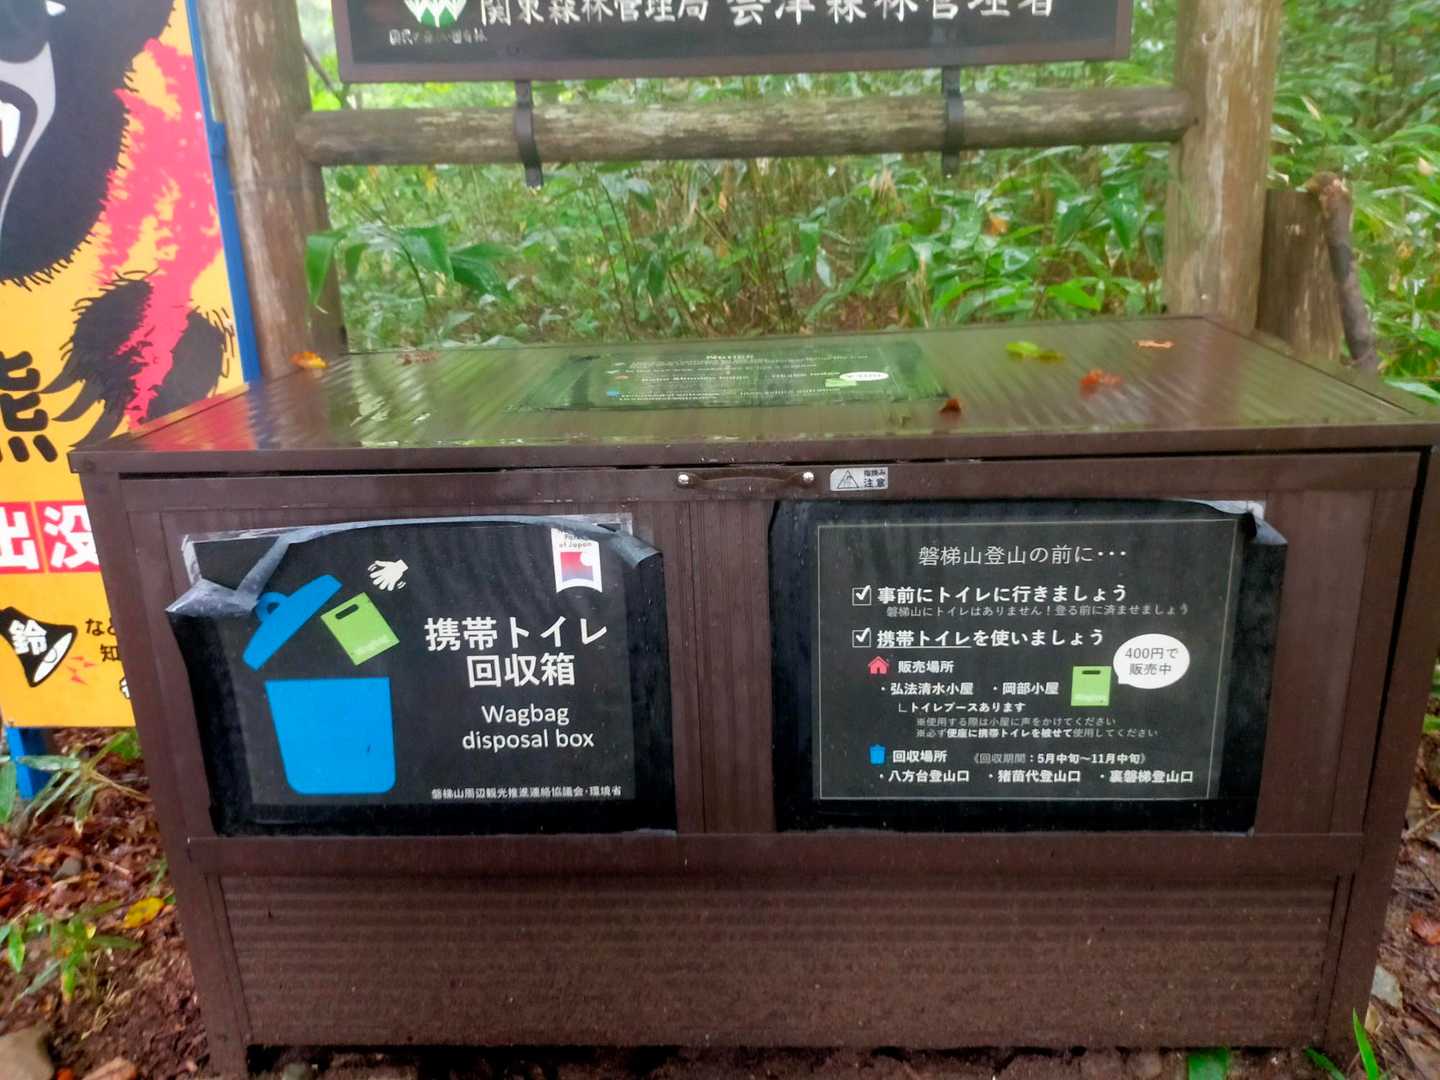 関東森林管理局 会津森林管理署
熊
出没
鈴
Notice
指挟み
注意
of Japan
携帯トイレ
回収箱
Wagbag
disposal box
磐梯山周辺観光推進連絡協議会・環境省
磐梯山登山の前に・・・
事前にトイレに行きましょう
磐梯山にトイレはありません！登る前に済ませましょう
携帯トイレを使いましょう
販売場所
400円で
販売中
・弘法清水小屋 ・岡部小屋
∟トイレブースあります
※使用する際は小屋に声をかけてください
※必ず便座に携帯トイレを被せて使用してください
回収場所 《回収期間：5月中旬～11月中旬》
・八方台登山口 ・猪苗代登山口 ・裏磐梯登山口